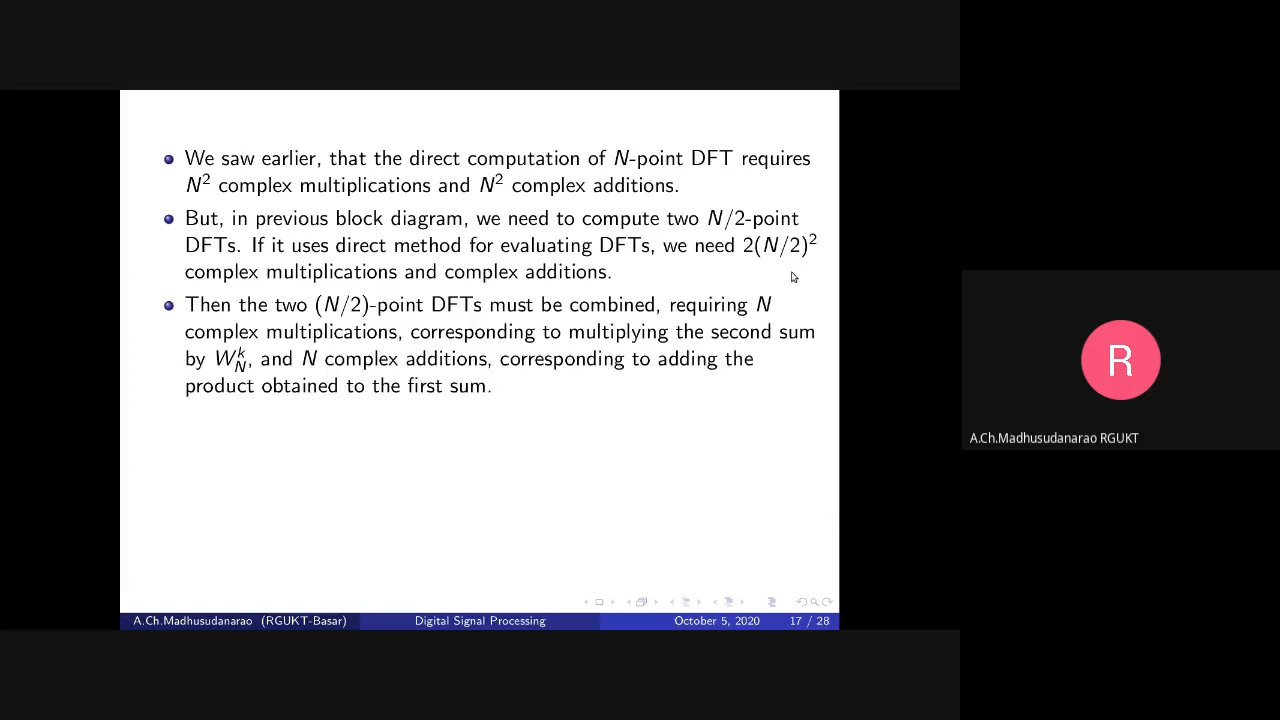 We saw earlier, that the direct computation of N-point DFT requires
N² complex multiplications and N² complex additions.
But, in previous block diagram, we need to compute two N/2-point
DFTs. If it uses direct method for evaluating DFTs, we need 2(N/2)²
complex multiplications and complex additions.
Then the two (N/2)-point DFTs must be combined, requiring N
complex multiplications, corresponding to multiplying the second sum
by W_N^k, and N complex additions, corresponding to adding the
product obtained to the first sum.
A.Ch.Madhusudanarao (RGUKT-Basar) Digital Signal Processing October 5, 2020 17 / 28
R
A.Ch.Madhusudanarao RGUKT